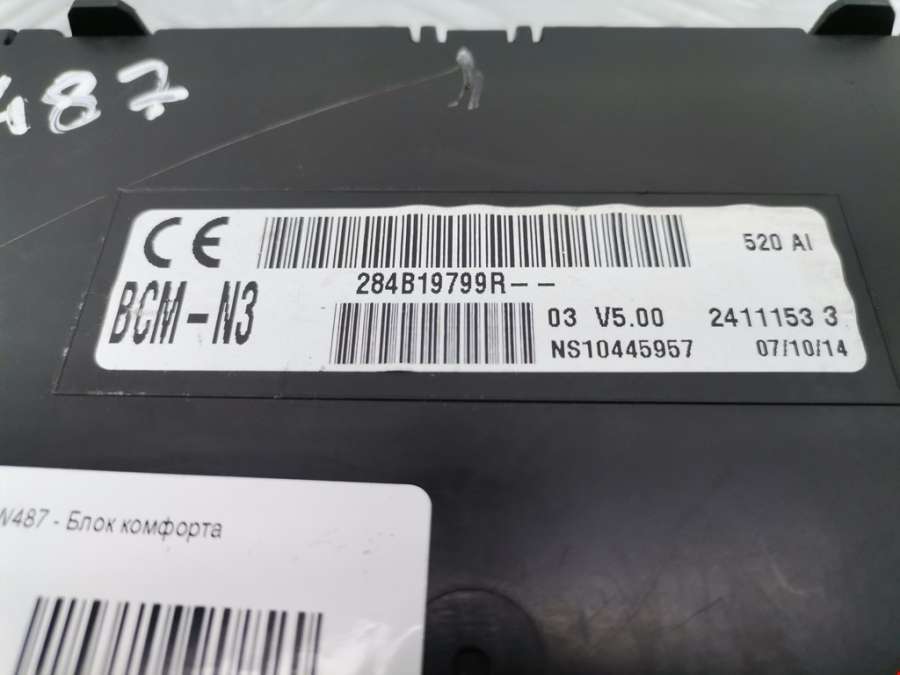 487
CE
520 AI
284B19799R--
BCM-N3
03 V5.00
2411153 3
NS10445957
07/10/14
W487 - Блок комфорта